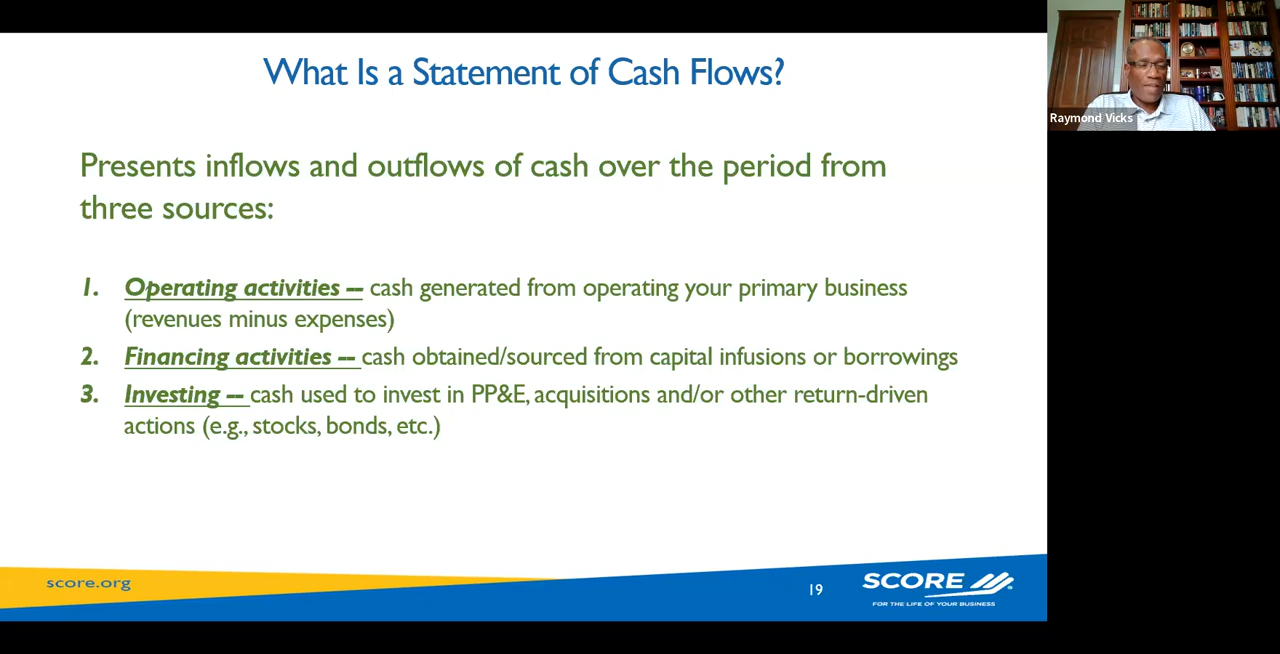 What Is a Statement of Cash Flows?
Raymond Vicks
Presents inflows and outflows of cash over the period from
three sources:
1. Operating activities -- cash generated from operating your primary business
(revenues minus expenses)
2. Financing activities -- cash obtained/sourced from capital infusions or borrowings
3. Investing -- cash used to invest in PP&E, acquisitions and/or other return-driven
actions (e.g., stocks, bonds, etc.)
score.org
19
SCORE
FOR THE LIFE OF YOUR BUSINESS